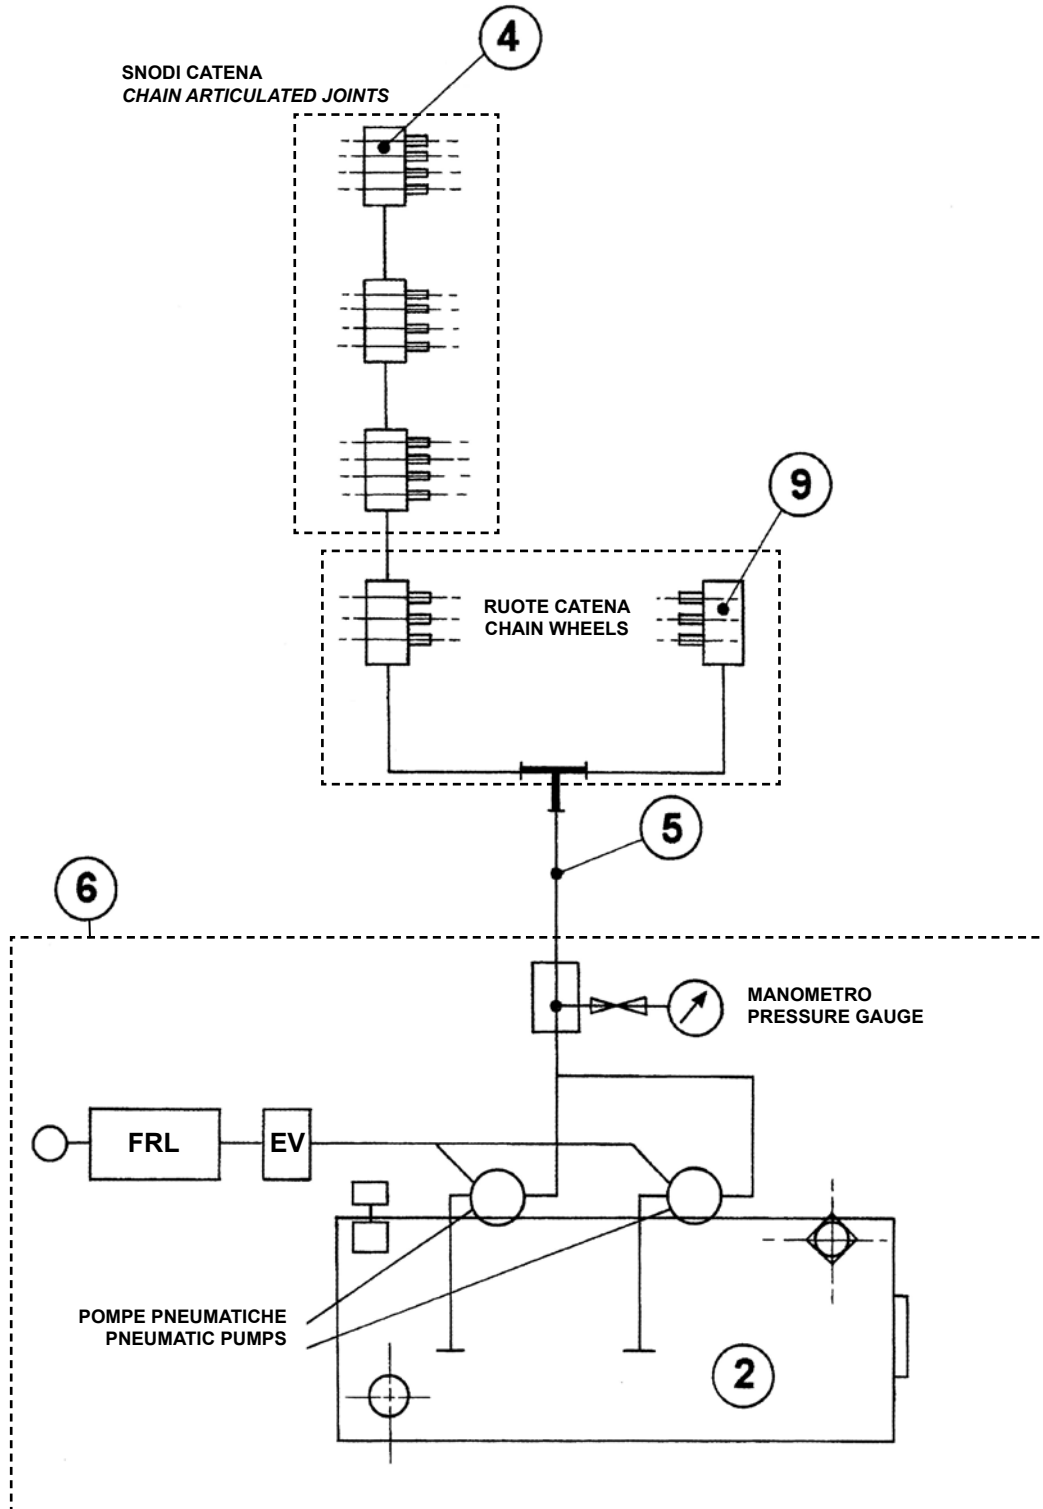 4
SNODI CATENA
CHAIN ARTICULATED JOINTS
9
RUOTE CATENA
CHAIN WHEELS
5
6
MANOMETRO
PRESSURE GAUGE
FRL
EV
POMPE PNEUMATICHE
PNEUMATIC PUMPS
2